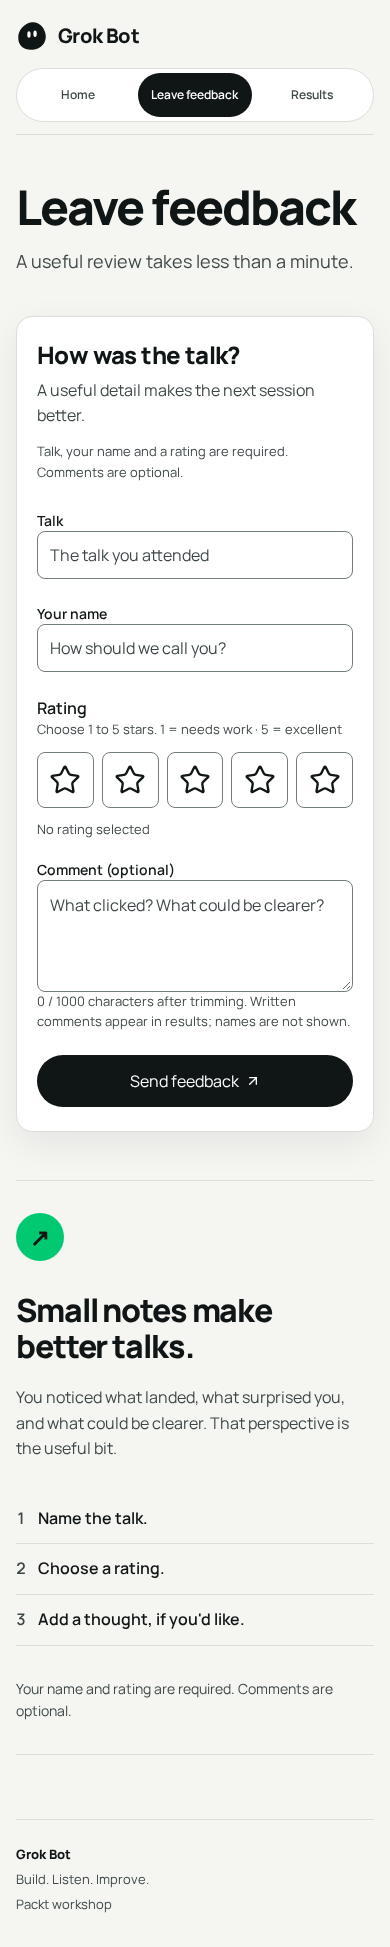 Grok Bot
Home
Leave feedback
Results
Leave feedback
A useful review takes less than a minute.
How was the talk?
A useful detail makes the next session
better.
Talk, your name and a rating are required.
Comments are optional.
Talk
The talk you attended
Your name
How should we call you?
Rating
Choose 1 to 5 stars. 1 = needs work · 5 = excellent
No rating selected
Comment (optional)
What clicked? What could be clearer?
0 / 1000 characters after trimming. Written
comments appear in results; names are not shown.
Send feedback ↗
↗
Small notes make
better talks.
You noticed what landed, what surprised you,
and what could be clearer. That perspective is
the useful bit.
1 Name the talk.
2 Choose a rating.
3 Add a thought, if you'd like.
Your name and rating are required. Comments are
optional.
Grok Bot
Build. Listen. Improve.
Packt workshop